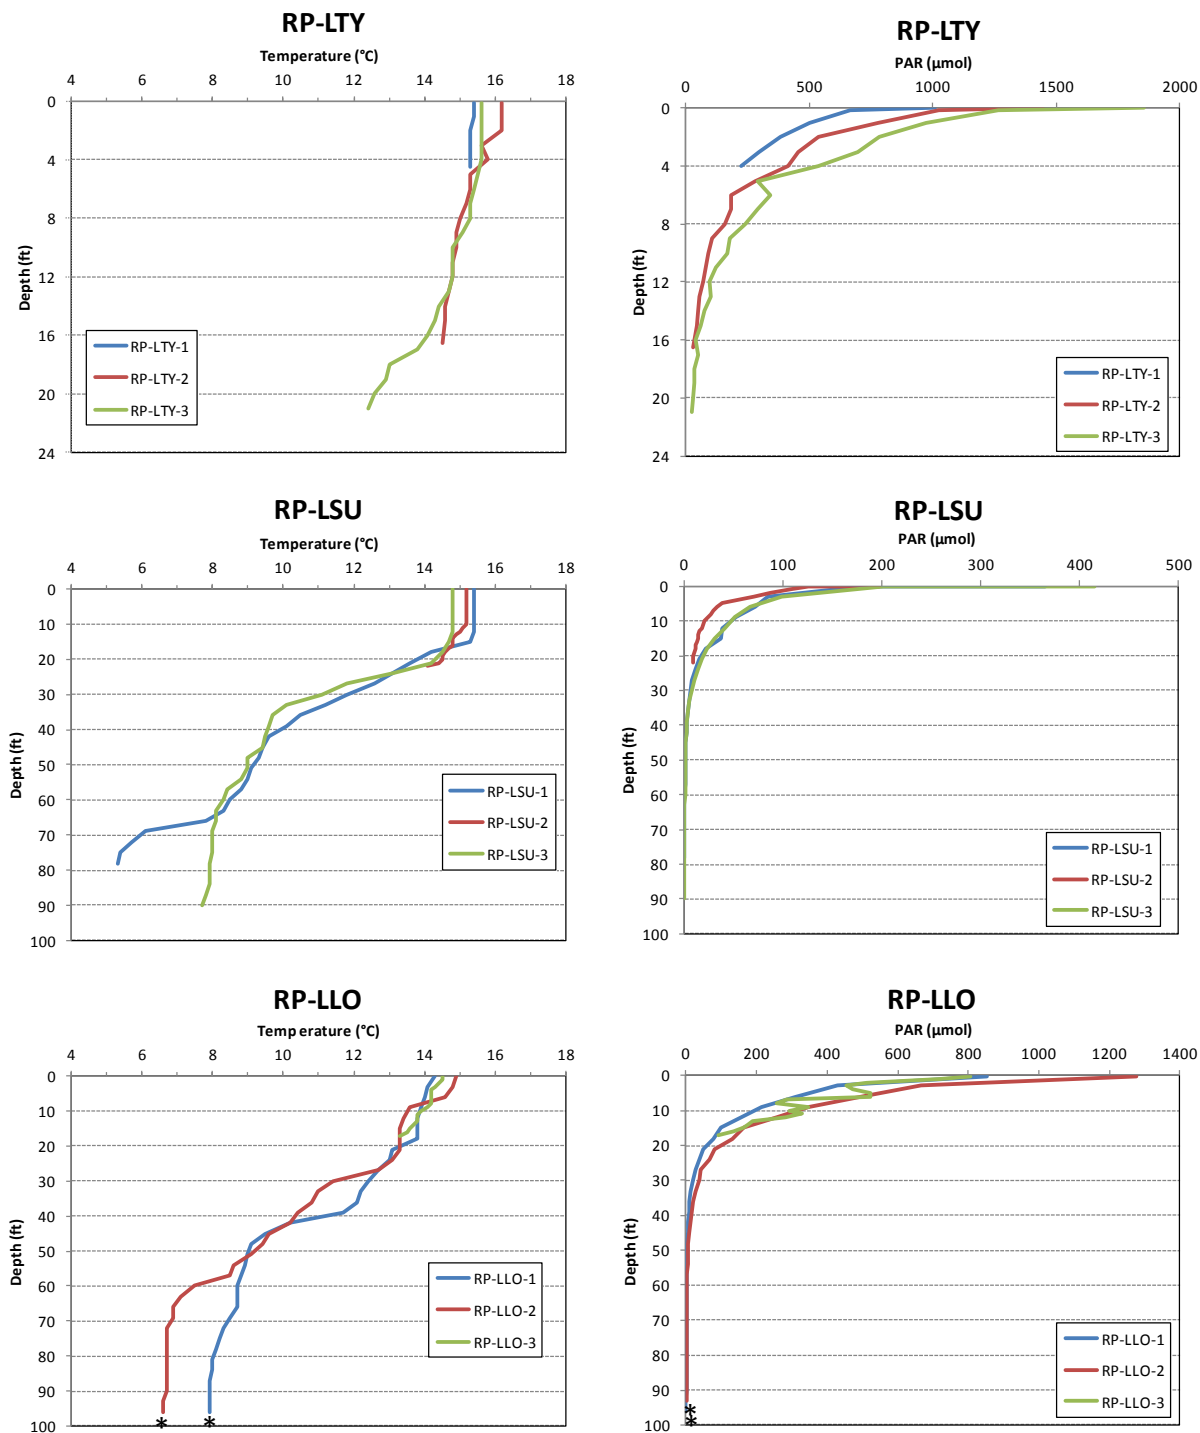 RP-LTY
Temperature (°C)
4 6 8 10 12 14 16 18
0
4
8
12
16
20
24
Depth (ft)
RP-LTY-1
RP-LTY-2
RP-LTY-3
RP-LTY
PAR (µmol)
0 500 1000 1500 2000
0
4
8
12
16
20
24
Depth (ft)
RP-LTY-1
RP-LTY-2
RP-LTY-3
RP-LSU
Temperature (°C)
4 6 8 10 12 14 16 18
0
10
20
30
40
50
60
70
80
90
100
Depth (ft)
RP-LSU-1
RP-LSU-2
RP-LSU-3
RP-LSU
PAR (µmol)
0 100 200 300 400 500
0
10
20
30
40
50
60
70
80
90
100
Depth (ft)
RP-LSU-1
RP-LSU-2
RP-LSU-3
RP-LLO
Temperature (°C)
4 6 8 10 12 14 16 18
0
10
20
30
40
50
60
70
80
90
100
Depth (ft)
RP-LLO-1
RP-LLO-2
RP-LLO-3
* *
RP-LLO
PAR (µmol)
0 200 400 600 800 1000 1200 1400
0
10
20
30
40
50
60
70
80
90
100
Depth (ft)
RP-LLO-1
RP-LLO-2
RP-LLO-3
*
*